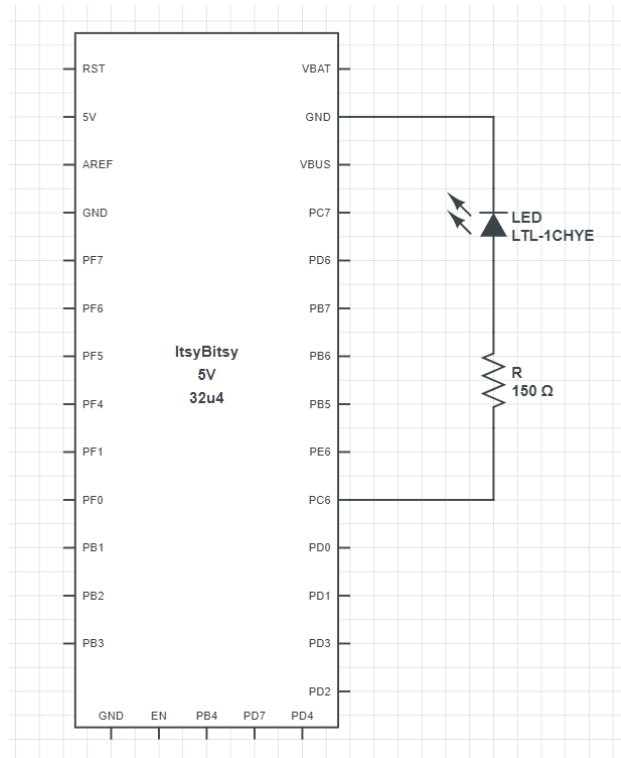 RST
VBAT
5V
GND
AREF
VBUS
GND
PC7
LED
LTL-1CHYE
PF7
PD6
PF6
PB7
ItsyBitsy
5V
32u4
PF5
PB6
R
150 Ω
PF4
PB5
PF1
PE6
PF0
PC6
PB1
PD0
PB2
PD1
PB3
PD3
PD2
GND
EN
PB4
PD7
PD4